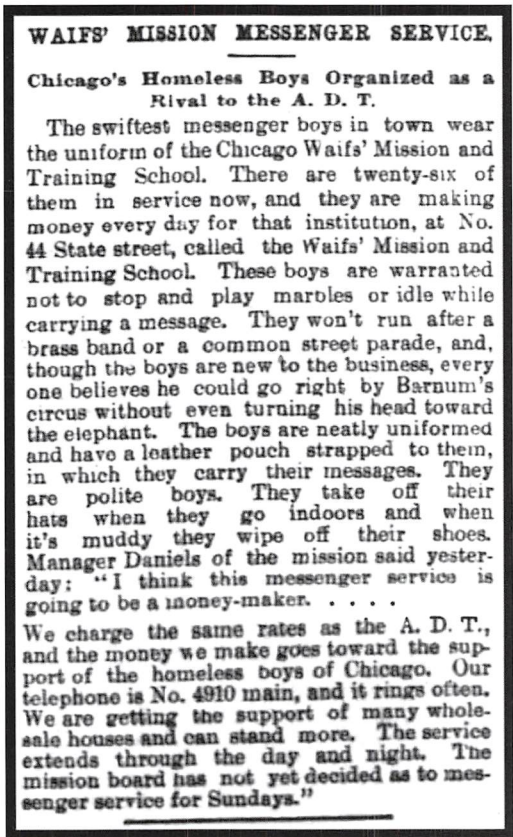 WAIFS' MISSION MESSENGER SERVICE.
Chicago's Homeless Boys Organized as a
Rival to the A. D. T.
The swiftest messenger boys in town wear
the uniform of the Chicago Waifs' Mission and
Training School. There are twenty-six of
them in service now, and they are making
money every day for that institution, at No.
44 State street, called the Waifs' Mission and
Training School. These boys are warranted
not to stop and play marbles or idle while
carrying a message. They won't run after a
brass band or a common street parade, and,
though the boys are new to the business, every
one believes he could go right by Barnum's
circus without even turning his head toward
the elephant. The boys are neatly uniformed
and have a leather pouch strapped to them,
in which they carry their messages. They
are polite boys. They take off their
hats when they go indoors and when
it's muddy they wipe off their shoes.
Manager Daniels of the mission said yester-
day: "I think this messenger service is
going to be a money-maker. . . . .
We charge the same rates as the A. D. T.,
and the money we make goes toward the sup-
port of the homeless boys of Chicago. Our
telephone is No. 4910 main, and it rings often.
We are getting the support of many whole-
sale houses and can stand more. The service
extends through the day and night. The
mission board has not yet decided as to mes-
senger service for Sundays."